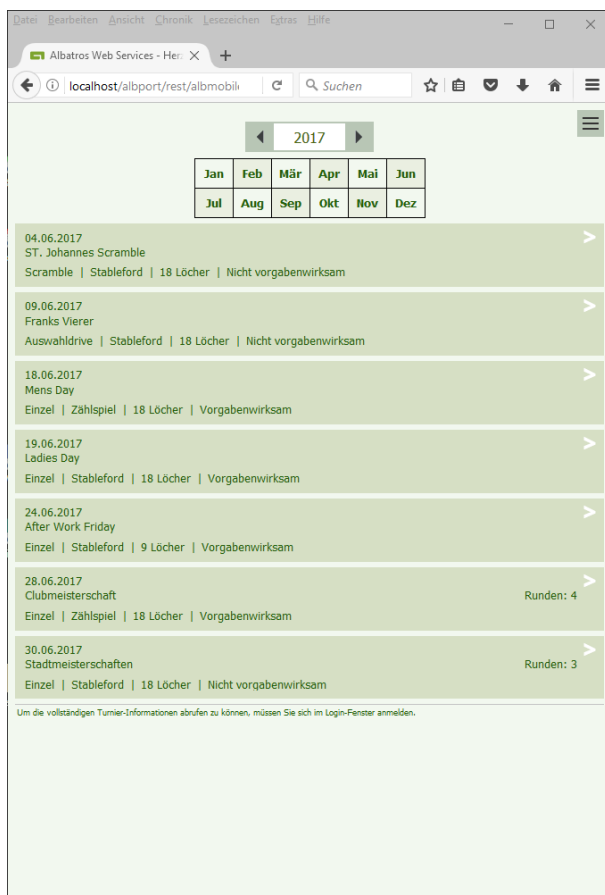 Datei Bearbeiten Ansicht Chronik Lesezeichen Extras Hilfe
Albatros Web Services - Her
localhost/albport/rest/albmobil
Suchen
2017
Jan Feb Mär Apr Mai Jun
Jul Aug Sep Okt Nov Dez
04.06.2017
ST. Johannes Scramble
Scramble | Stableford | 18 Löcher | Nicht vorgabenwirksam
09.06.2017
Franks Vierer
Auswahldrive | Stableford | 18 Löcher | Nicht vorgabenwirksam
18.06.2017
Mens Day
Einzel | Zählspiel | 18 Löcher | Vorgabenwirksam
19.06.2017
Ladies Day
Einzel | Stableford | 18 Löcher | Vorgabenwirksam
24.06.2017
After Work Friday
Einzel | Stableford | 9 Löcher | Vorgabenwirksam
28.06.2017
Clubmeisterschaft Runden: 4
Einzel | Zählspiel | 18 Löcher | Vorgabenwirksam
30.06.2017
Stadtmeisterschaften Runden: 3
Einzel | Stableford | 18 Löcher | Nicht vorgabenwirksam
Um die vollständigen Turnier-Informationen abrufen zu können, müssen Sie sich im Login-Fenster anmelden.